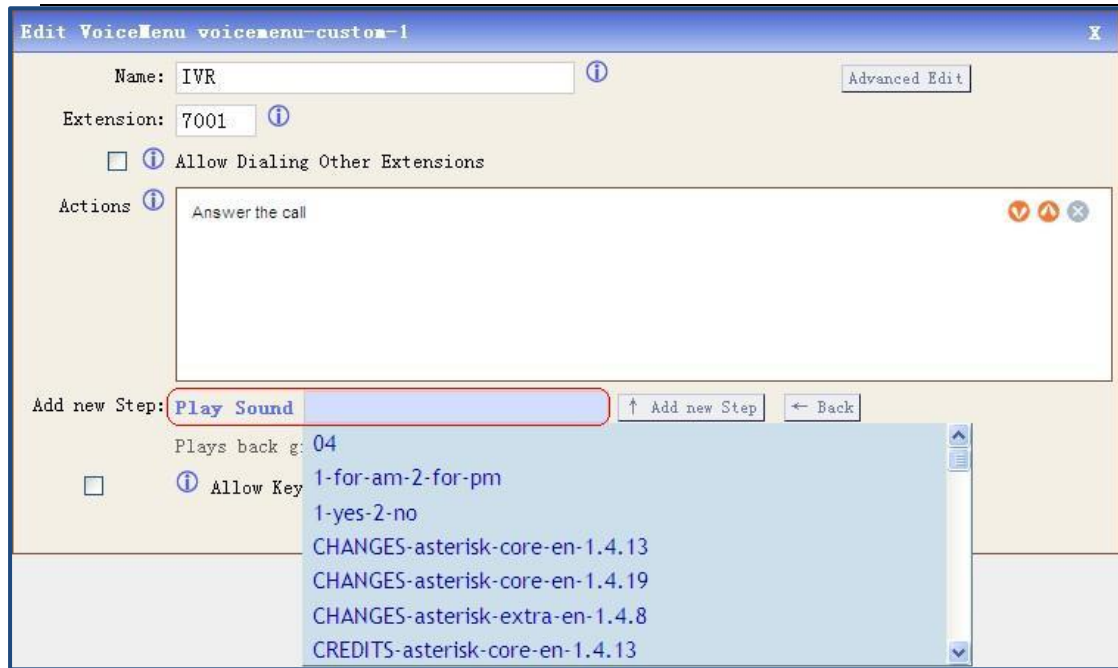 Edit VoiceMenu voicemenu-custom-1 X
Name: IVR Advanced Edit
Extension: 7001
Allow Dialing Other Extensions
Actions Answer the call
Add new Step: Play Sound ↑ Add new Step ← Back
Plays back
04
1-for-am-2-for-pm
Allow Key
1-yes-2-no
CHANGES-asterisk-core-en-1.4.13
CHANGES-asterisk-core-en-1.4.19
CHANGES-asterisk-extra-en-1.4.8
CREDITS-asterisk-core-en-1.4.13